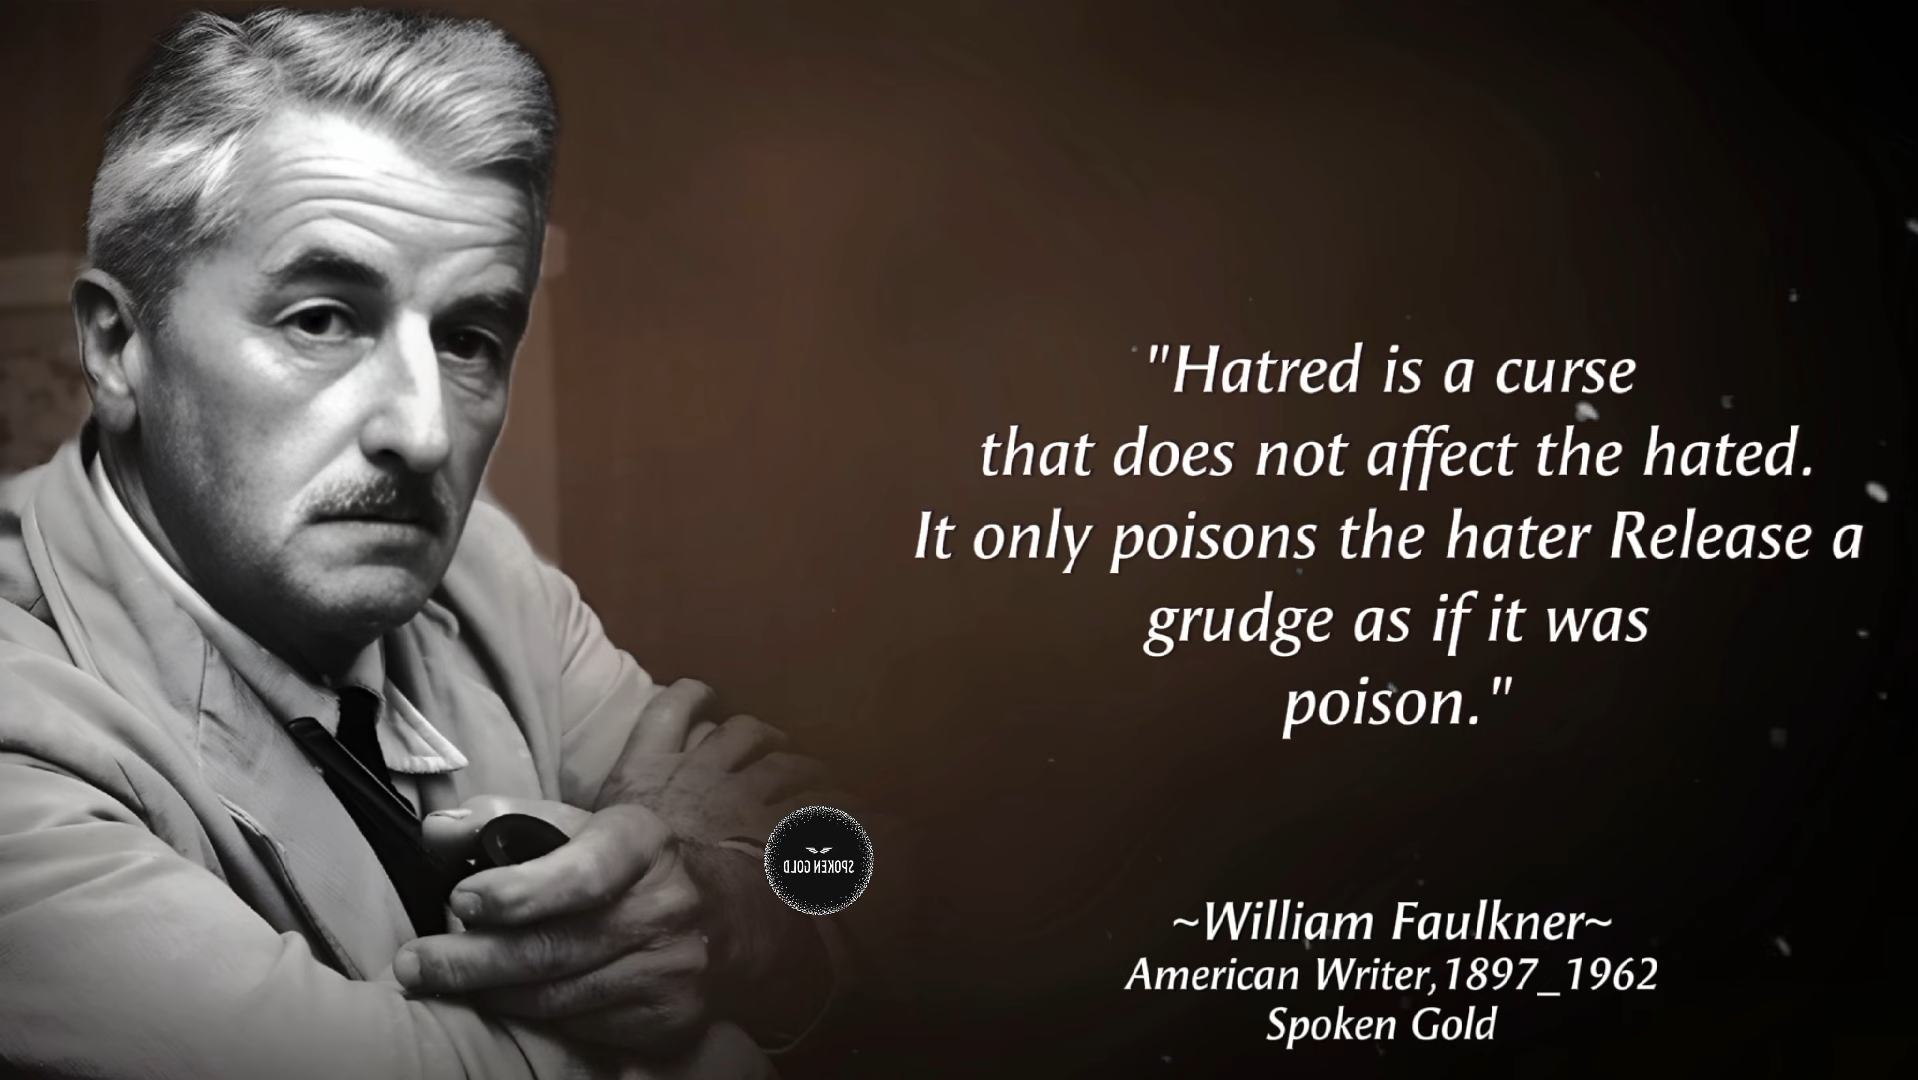 "Hatred is a curse
that does not affect the hated.
It only poisons the hater Release a
grudge as if it was
poison."
SPOKEN GOLD
~William Faulkner~
American Writer,1897_1962
Spoken Gold